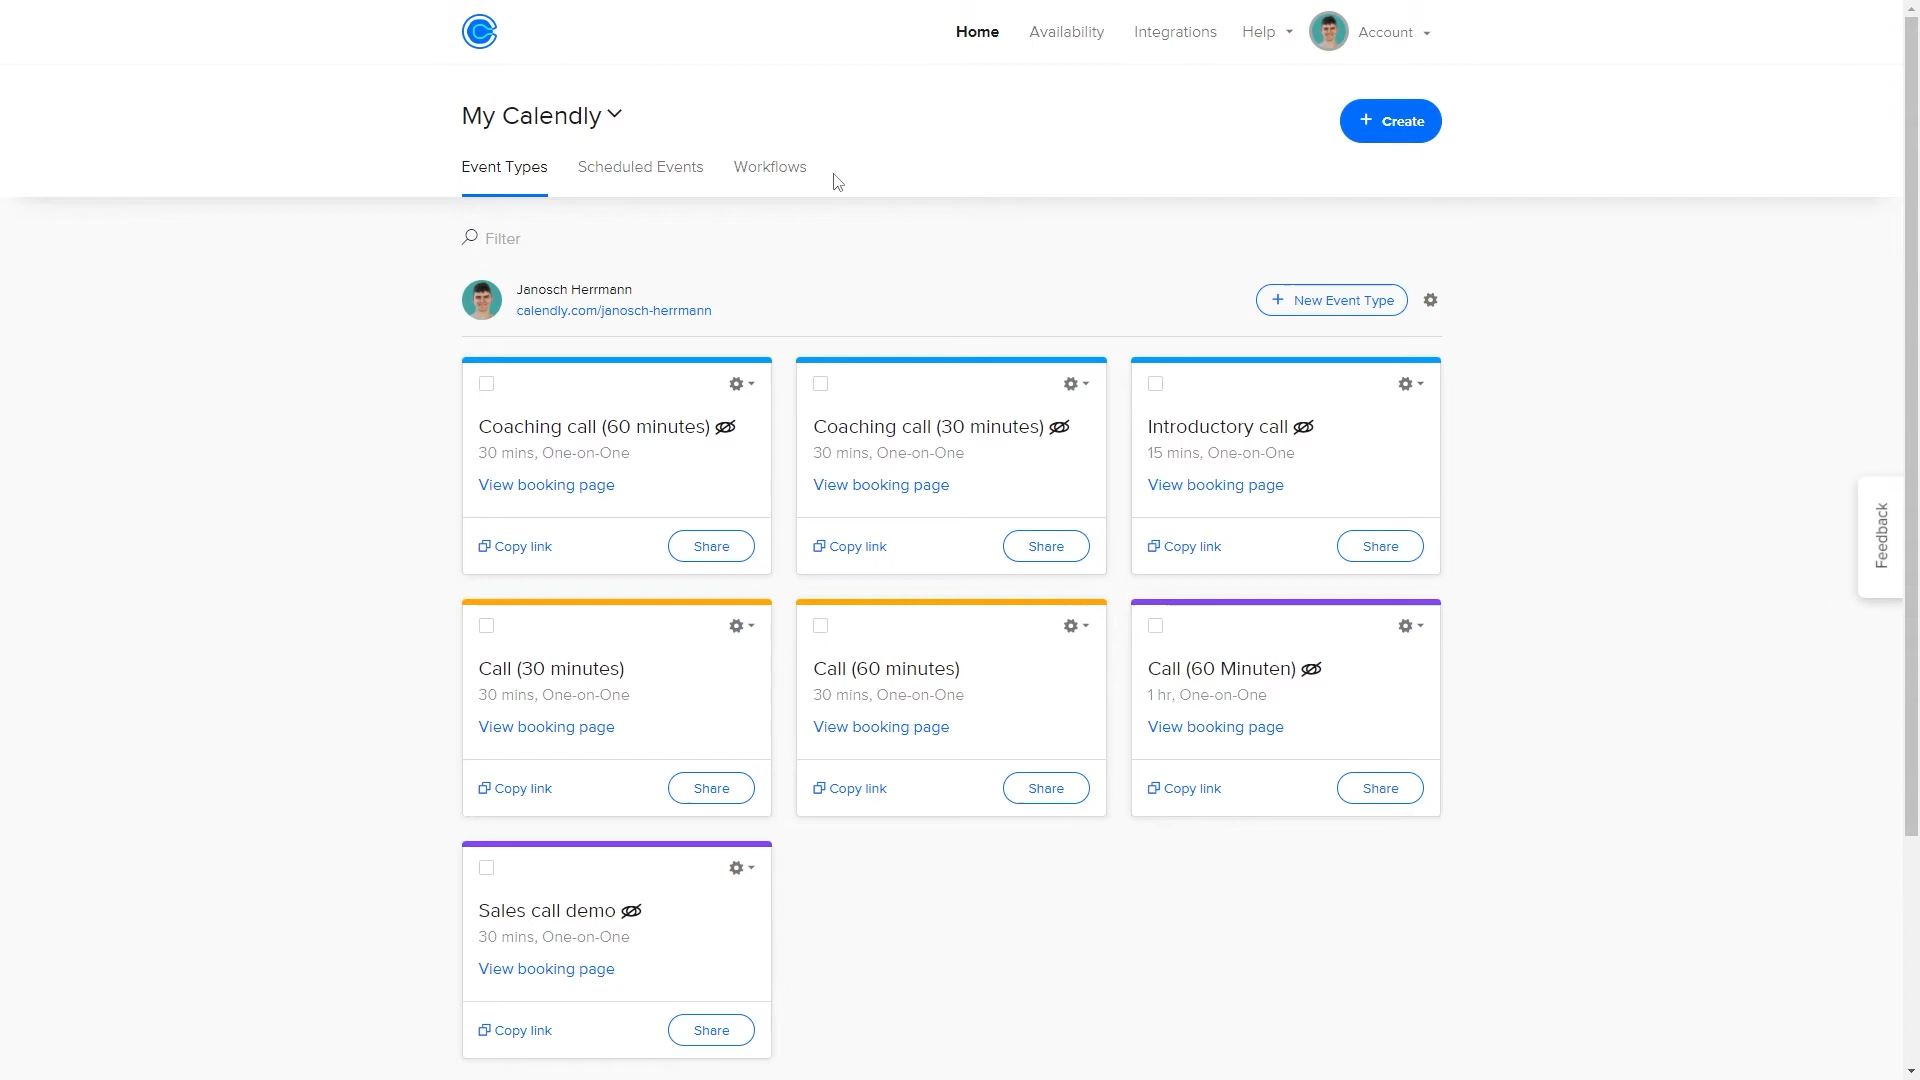 Home Availability Integrations Help Account
My Calendly
+ Create
Event Types Scheduled Events Workflows
Filter
Janosch Herrmann
calendly.com/janosch-herrmann
+ New Event Type
Coaching call (60 minutes)
30 mins, One-on-One
View booking page
Copy link Share
Coaching call (30 minutes)
30 mins, One-on-One
View booking page
Copy link Share
Introductory call
15 mins, One-on-One
View booking page
Copy link Share
Call (30 minutes)
30 mins, One-on-One
View booking page
Copy link Share
Call (60 minutes)
30 mins, One-on-One
View booking page
Copy link Share
Call (60 Minuten)
1 hr, One-on-One
View booking page
Copy link Share
Sales call demo
30 mins, One-on-One
View booking page
Copy link Share
Feedback